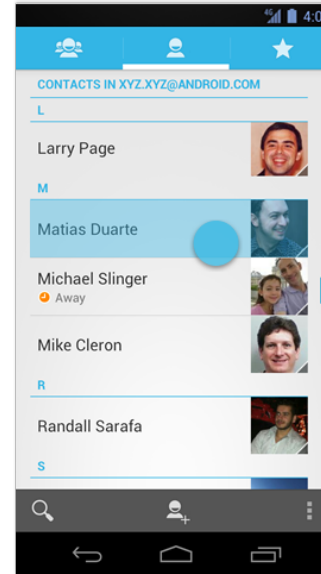 4G
4:0
CONTACTS IN XYZ.XYZ@ANDROID.COM
L
Larry Page
M
Matias Duarte
Michael Slinger
Away
Mike Cleron
R
Randall Sarafa
S